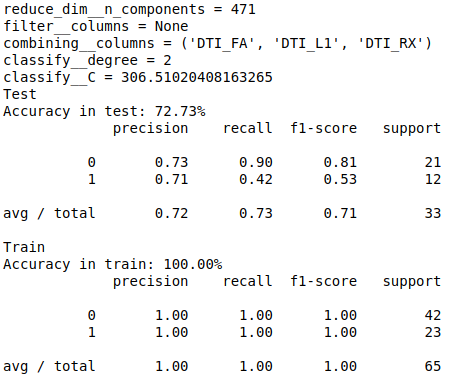 reduce_dim__n_components = 471
filter__columns = None
combining__columns = ('DTI_FA', 'DTI_L1', 'DTI_RX')
classify__degree = 2
classify__C = 306.51020408163265
Test
Accuracy in test: 72.73%
precision recall f1-score support
0 0.73 0.90 0.81 21
1 0.71 0.42 0.53 12
avg / total 0.72 0.73 0.71 33
Train
Accuracy in train: 100.00%
precision recall f1-score support
0 1.00 1.00 1.00 42
1 1.00 1.00 1.00 23
avg / total 1.00 1.00 1.00 65